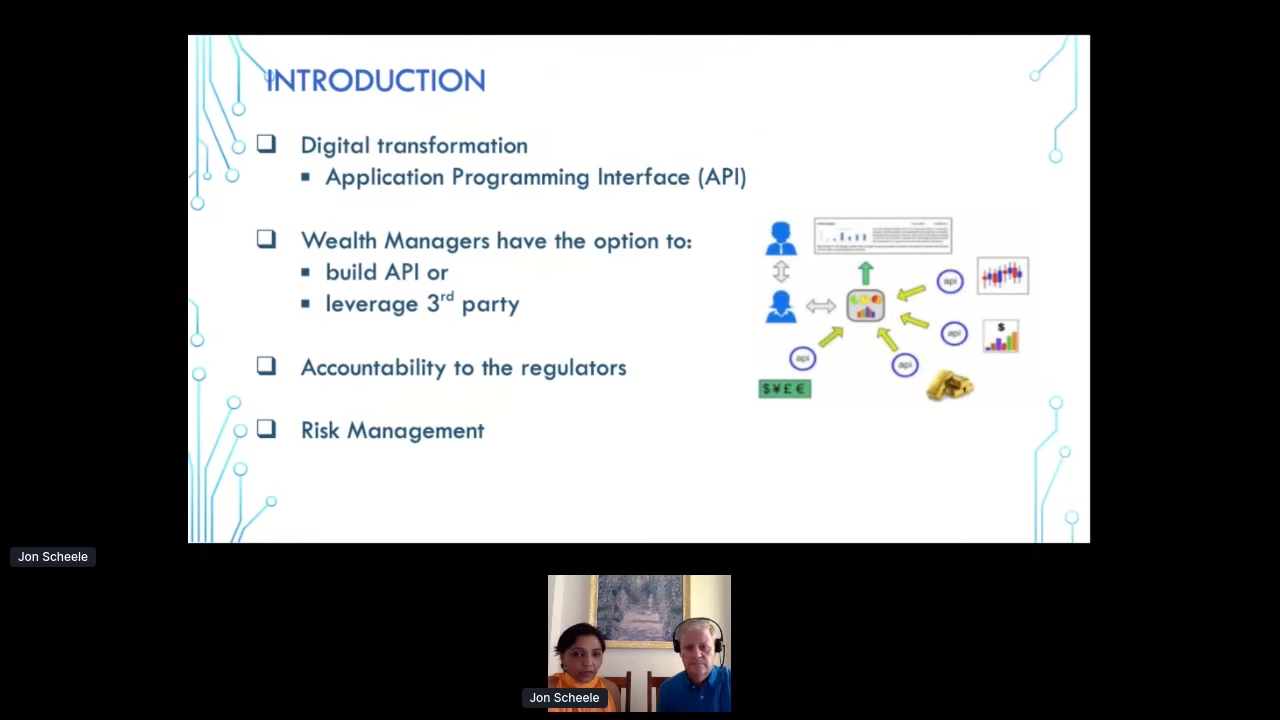 INTRODUCTION
Digital transformation
Application Programming Interface (API)
Wealth Managers have the option to:
build API or
leverage 3rd party
Accountability to the regulators
Risk Management
api
$
api
api
api
$ ¥ £ €
Jon Scheele
Jon Scheele